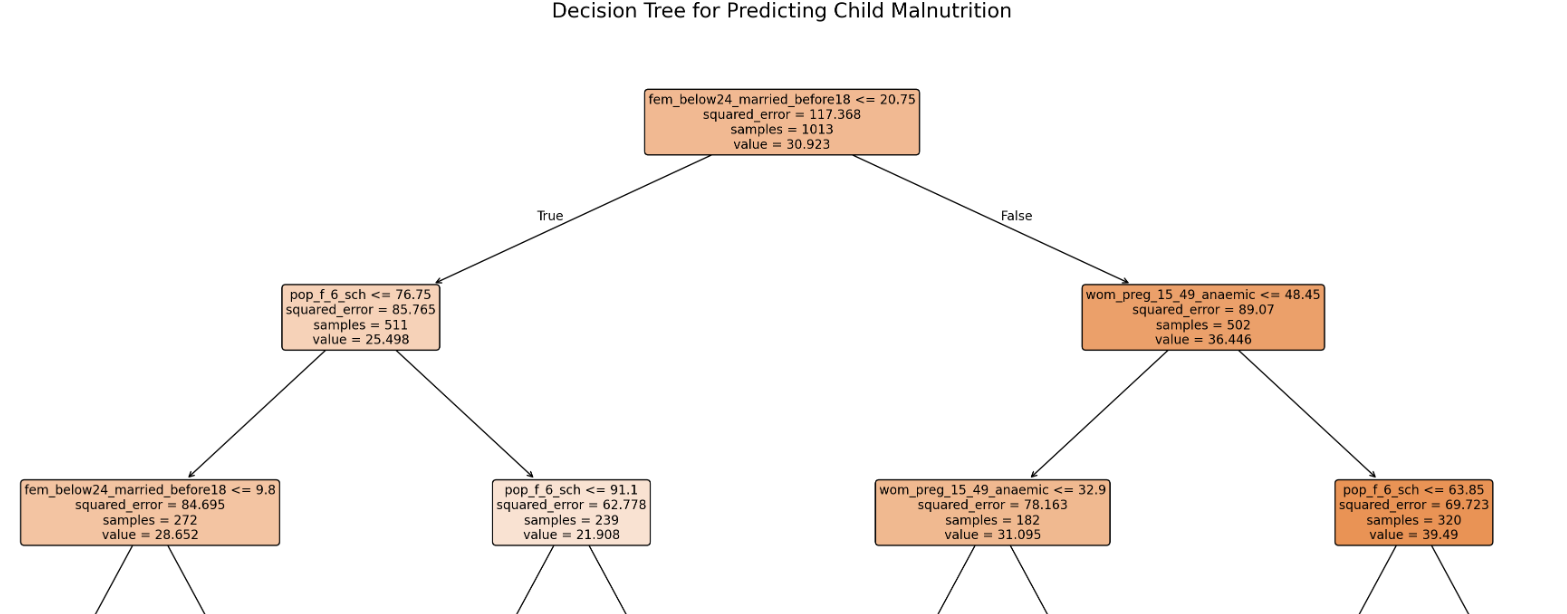 Decision Tree for Predicting Child Malnutrition
fem_below24_married_before18 <= 20.75
squared_error = 117.368
samples = 1013
value = 30.923
True
False
pop_f_6_sch <= 76.75
squared_error = 85.765
samples = 511
value = 25.498
wom_preg_15_49_anaemic <= 48.45
squared_error = 89.07
samples = 502
value = 36.446
fem_below24_married_before18 <= 9.8
squared_error = 84.695
samples = 272
value = 28.652
pop_f_6_sch <= 91.1
squared_error = 62.778
samples = 239
value = 21.908
wom_preg_15_49_anaemic <= 32.9
squared_error = 78.163
samples = 182
value = 31.095
pop_f_6_sch <= 63.85
squared_error = 69.723
samples = 320
value = 39.49